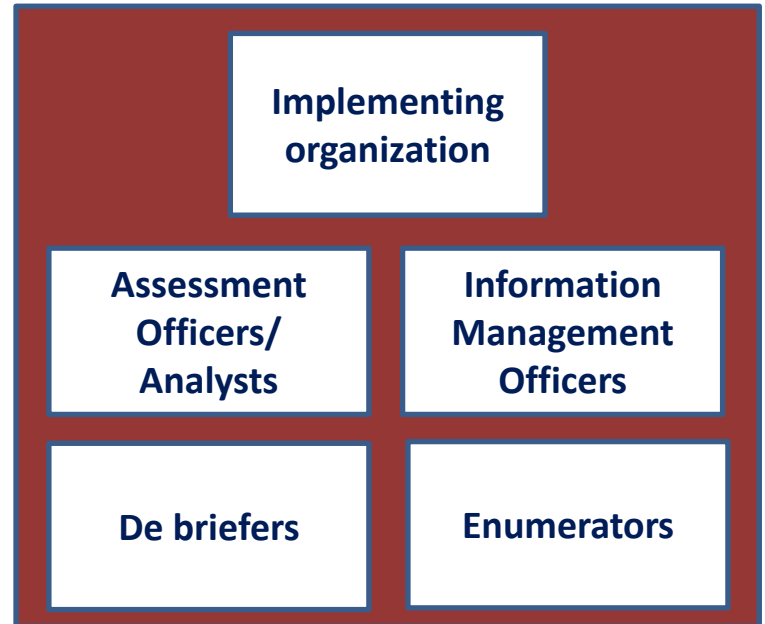 Implementing
organization
Assessment
Officers/
Analysts
Information
Management
Officers
De briefers
Enumerators